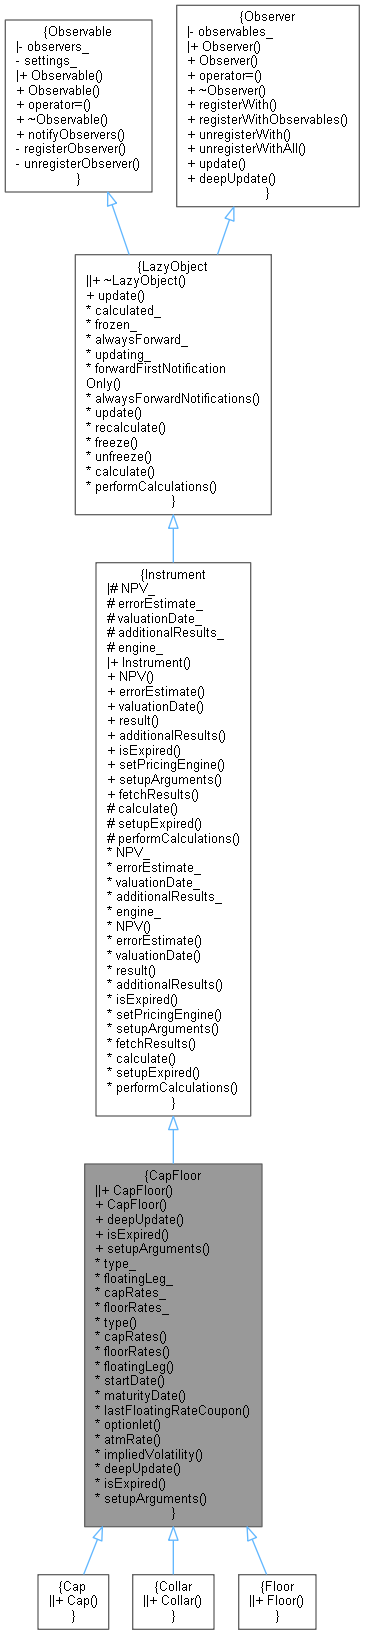 {Observable
|- observers_
- settings_
|+ Observable()
+ Observable()
+ operator=()
+ ~Observable()
+ notifyObservers()
- registerObserver()
- unregisterObserver()
}
{Observer
|- observables_
|+ Observer()
+ Observer()
+ operator=()
+ ~Observer()
+ registerWith()
+ registerWithObservables()
+ unregisterWith()
+ unregisterWithAll()
+ update()
+ deepUpdate()
}
{LazyObject
||+ ~LazyObject()
+ update()
* calculated_
* frozen_
* alwaysForward_
* updating_
* forwardFirstNotification
Only()
* alwaysForwardNotifications()
* update()
* recalculate()
* freeze()
* unfreeze()
* calculate()
* performCalculations()
}
{Instrument
|# NPV_
# errorEstimate_
# valuationDate_
# additionalResults_
# engine_
|+ Instrument()
+ NPV()
+ errorEstimate()
+ valuationDate()
+ result()
+ additionalResults()
+ isExpired()
+ setPricingEngine()
+ setupArguments()
+ fetchResults()
# calculate()
# setupExpired()
# performCalculations()
* NPV_
* errorEstimate_
* valuationDate_
* additionalResults_
* engine_
* NPV()
* errorEstimate()
* valuationDate()
* result()
* additionalResults()
* isExpired()
* setPricingEngine()
* setupArguments()
* fetchResults()
* calculate()
* setupExpired()
* performCalculations()
}
{CapFloor
||+ CapFloor()
+ CapFloor()
+ deepUpdate()
+ isExpired()
+ setupArguments()
* type_
* floatingLeg_
* capRates_
* floorRates_
* type()
* capRates()
* floorRates()
* floatingLeg()
* startDate()
* maturityDate()
* lastFloatingRateCoupon()
* optionlet()
* atmRate()
* impliedVolatility()
* deepUpdate()
* isExpired()
* setupArguments()
}
{Cap
||+ Cap()
}
{Collar
||+ Collar()
}
{Floor
||+ Floor()
}